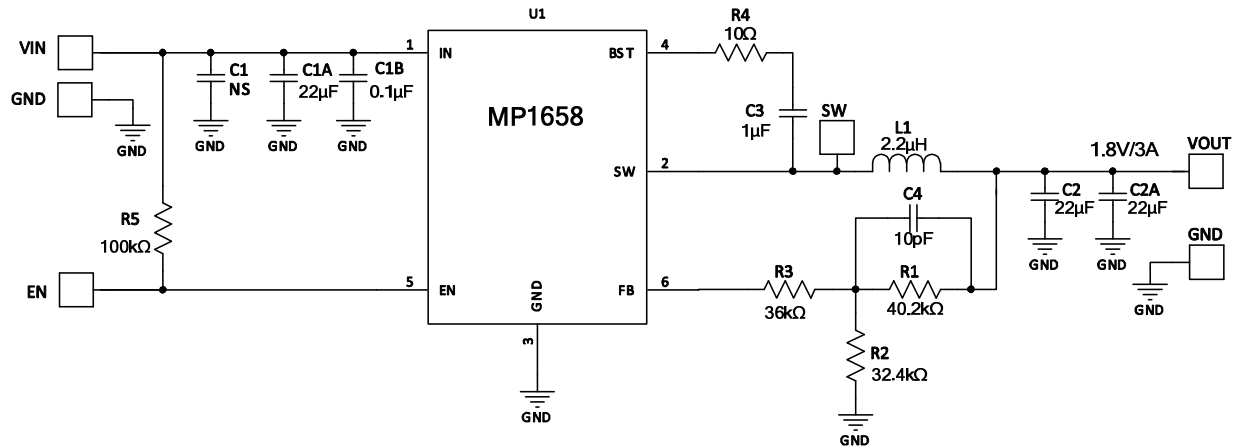 U1
VIN
GND
GND
1
IN
C1
NS
GND
C1A
22µF
GND
C1B
0.1µF
GND
MP1658
BST
4
R4
10Ω
C3
1µF
SW
SW
2
L1
2.2µH
1.8V/3A
VOUT
C4
10pF
C2
22µF
GND
C2A
22µF
GND
GND
GND
R5
100kΩ
EN
5
EN
GND
3
GND
FB
6
R3
36kΩ
R1
40.2kΩ
R2
32.4kΩ
GND